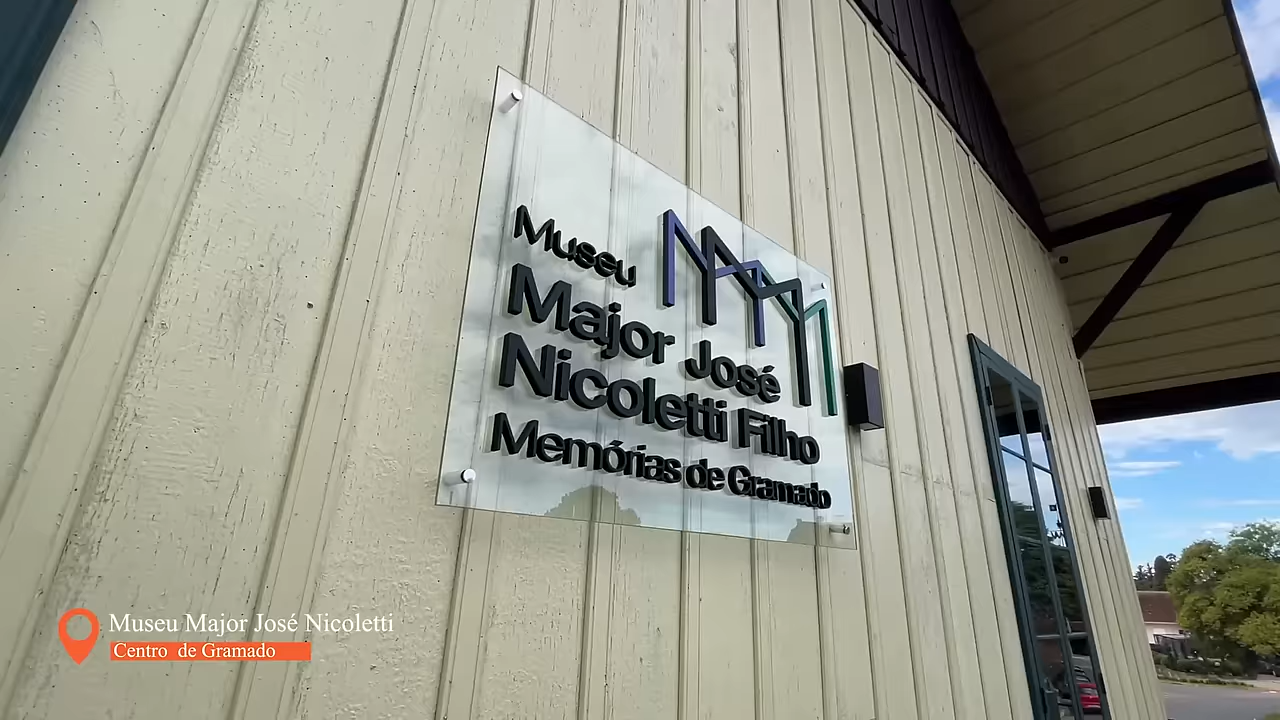 Museu
Major José
Nicoletti Filho
Memórias de Gramado
Museu Major José Nicoletti
Centro de Gramado